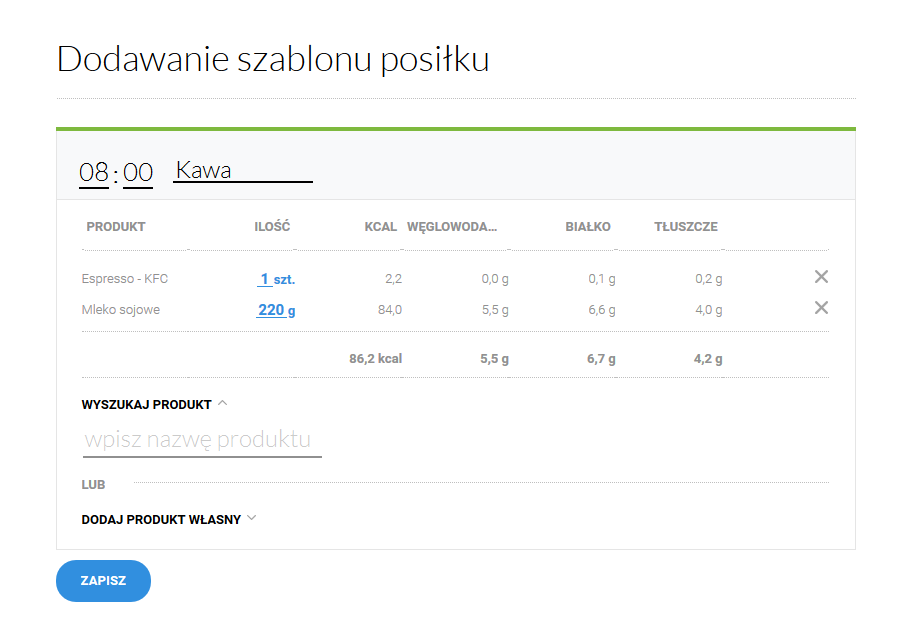 Dodawanie szablonu posiłku
08 : 00 Kawa
PRODUKT ILOŚĆ KCAL WĘGLOWODA... BIAŁKO TŁUSZCZE
Espresso - KFC 1 szt. 2,2 0,0 g 0,1 g 0,2 g
Mleko sojowe 220 g 84,0 5,5 g 6,6 g 4,0 g
86,2 kcal 5,5 g 6,7 g 4,2 g
WYSZUKAJ PRODUKT
wpisz nazwę produktu
LUB
DODAJ PRODUKT WŁASNY
ZAPISZ